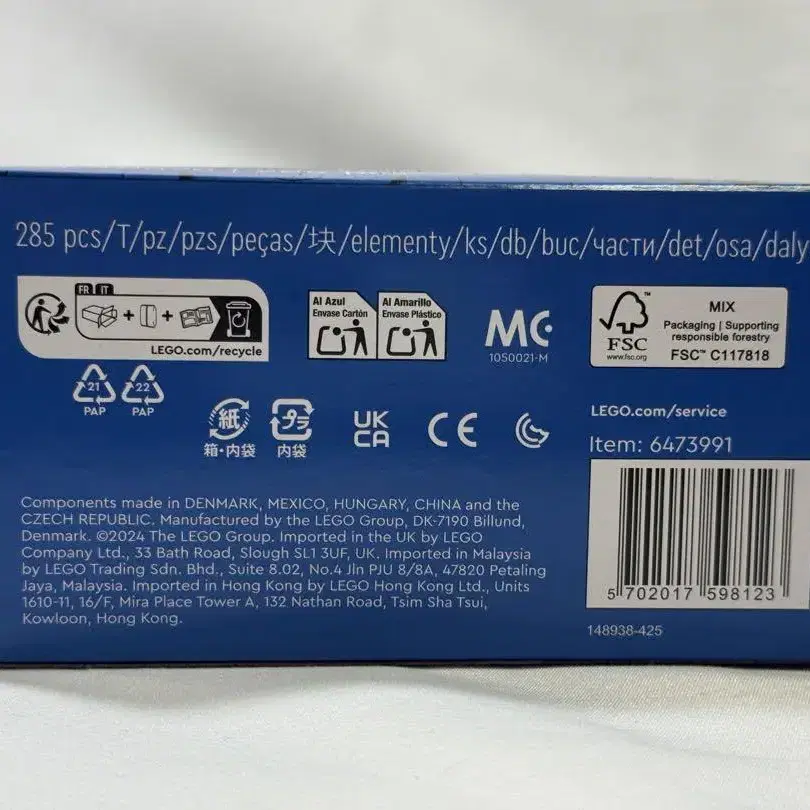 285 pcs/T/pz/pzs/peças/块/elementy/ks/db/buc/части/det/osa/daly
FR IT
LEGO.com/recycle
Al Azul
Envase Cartón
Al Amarillo
Envase Plástico
MC
1050021-M
FSC
www.fsc.org
MIX
Packaging | Supporting
responsible forestry
FSC™ C117818
21
PAP
22
PAP
紙
箱・内袋
プラ
内袋
UK
CA
CE
LEGO.com/service
Item: 6473991
Components made in DENMARK, MEXICO, HUNGARY, CHINA and the
CZECH REPUBLIC. Manufactured by the LEGO Group, DK-7190 Billund,
Denmark. ©2024 The LEGO Group. Imported in the UK by LEGO
Company Ltd., 33 Bath Road, Slough SL1 3UF, UK. Imported in Malaysia
by LEGO Trading Sdn. Bhd., Suite 8.02, No.4 Jln PJU 8/8A, 47820 Petaling
Jaya, Malaysia. Imported in Hong Kong by LEGO Hong Kong Ltd., Units
1610-11, 16/F, Mira Place Tower A, 132 Nathan Road, Tsim Sha Tsui,
Kowloon, Hong Kong.
5 702017 598123
148938-425